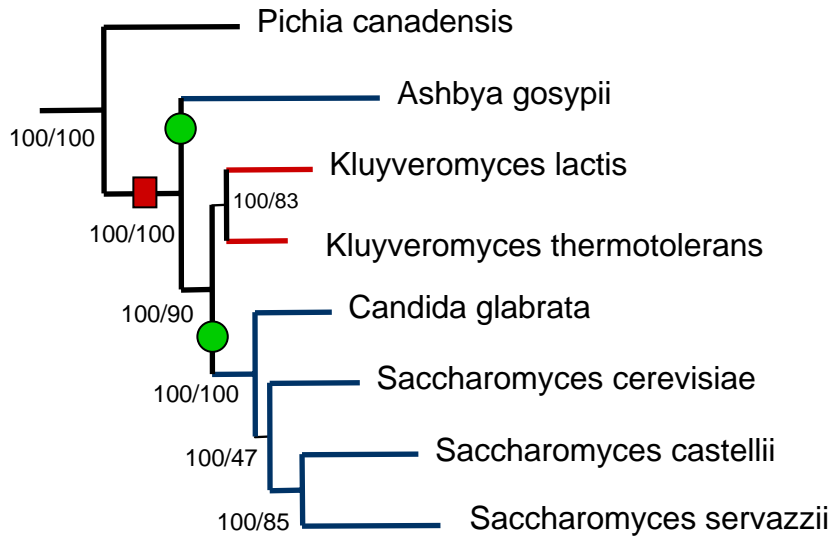 Pichia canadensis
Ashbya gosypii
100/100
Kluyveromyces lactis
100/83
100/100
Kluyveromyces thermotolerans
Candida glabrata
100/90
Saccharomyces cerevisiae
100/100
Saccharomyces castellii
100/47
Saccharomyces servazzii
100/85